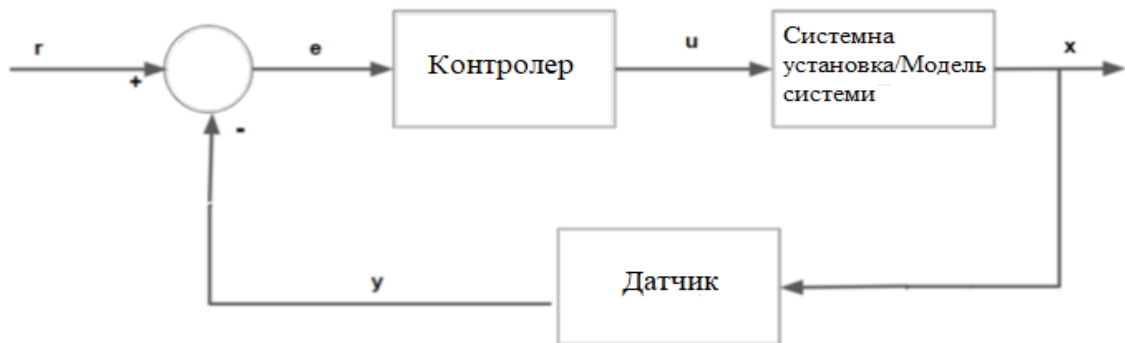 r
+
-
e
Контролер
u
Системна
установка/Модель
системи
x
Датчик
y